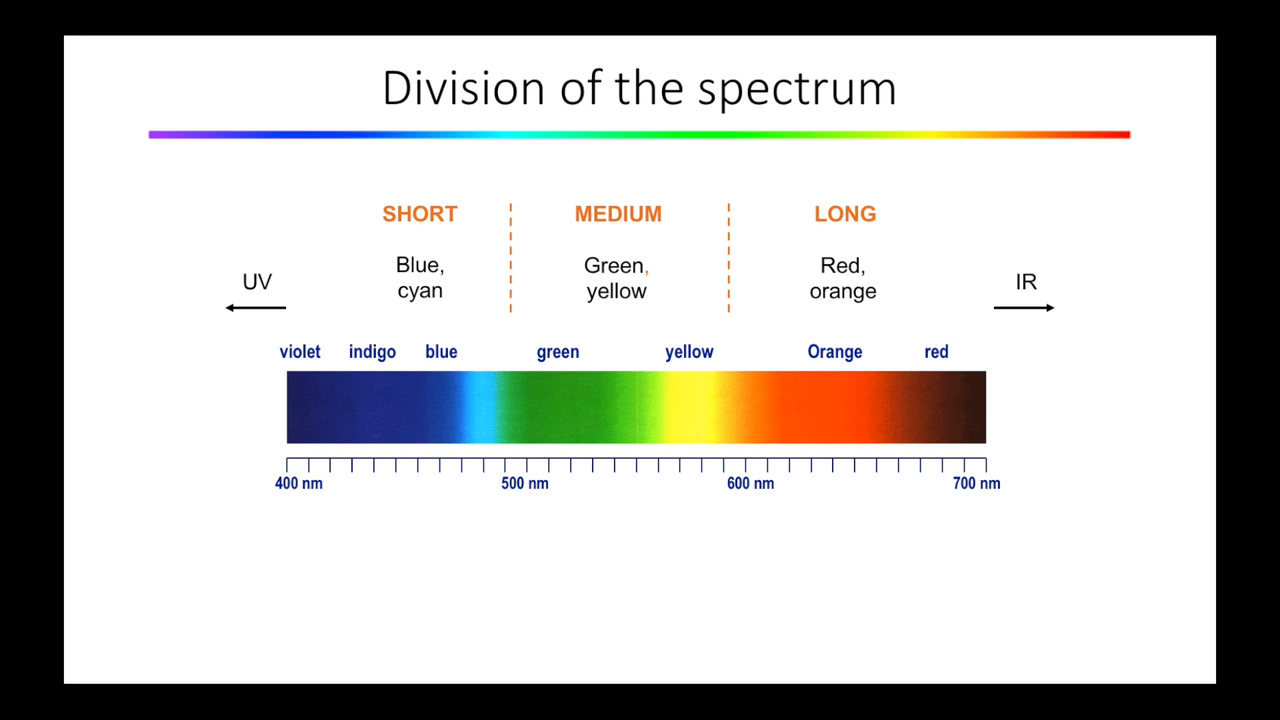 Division of the spectrum
SHORT
MEDIUM
LONG
Blue,
cyan
Green,
yellow
Red,
orange
UV
IR
violet indigo blue green yellow Orange red
400 nm 500 nm 600 nm 700 nm